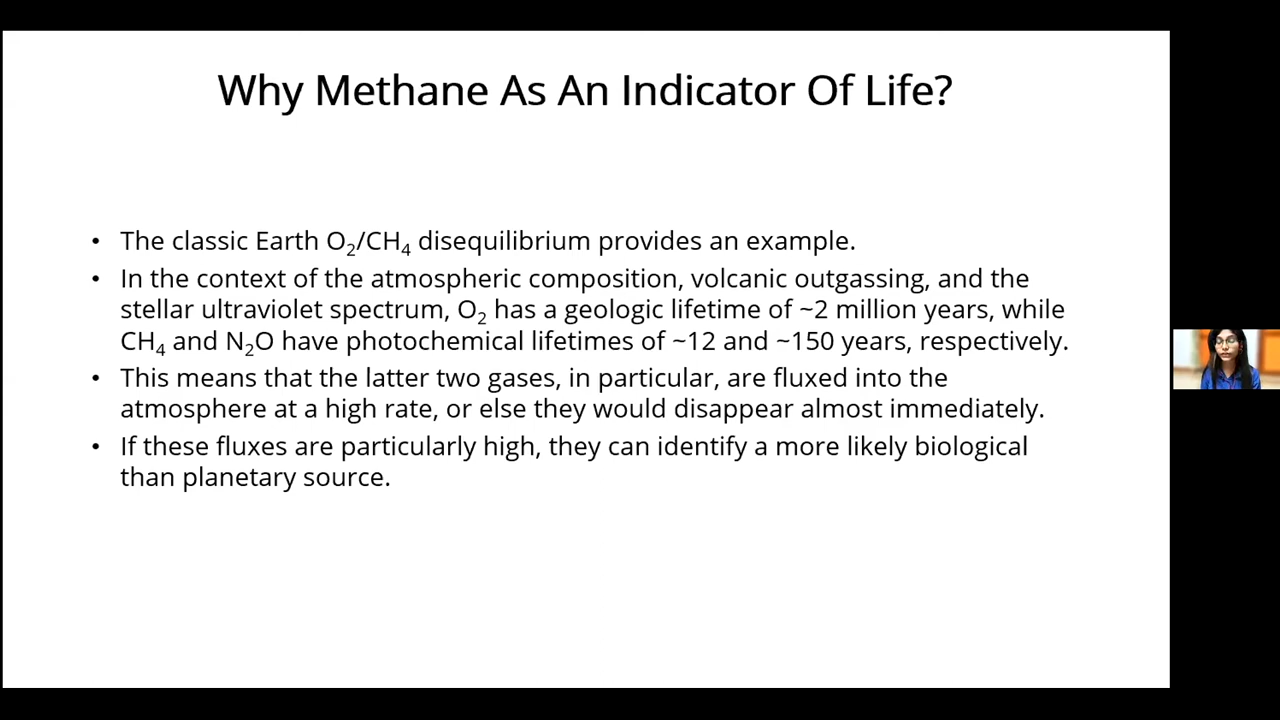 Why Methane As An Indicator Of Life?
• The classic Earth O₂/CH₄ disequilibrium provides an example.
• In the context of the atmospheric composition, volcanic outgassing, and the
stellar ultraviolet spectrum, O₂ has a geologic lifetime of ~2 million years, while
CH₄ and N₂O have photochemical lifetimes of ~12 and ~150 years, respectively.
• This means that the latter two gases, in particular, are fluxed into the
atmosphere at a high rate, or else they would disappear almost immediately.
• If these fluxes are particularly high, they can identify a more likely biological
than planetary source.